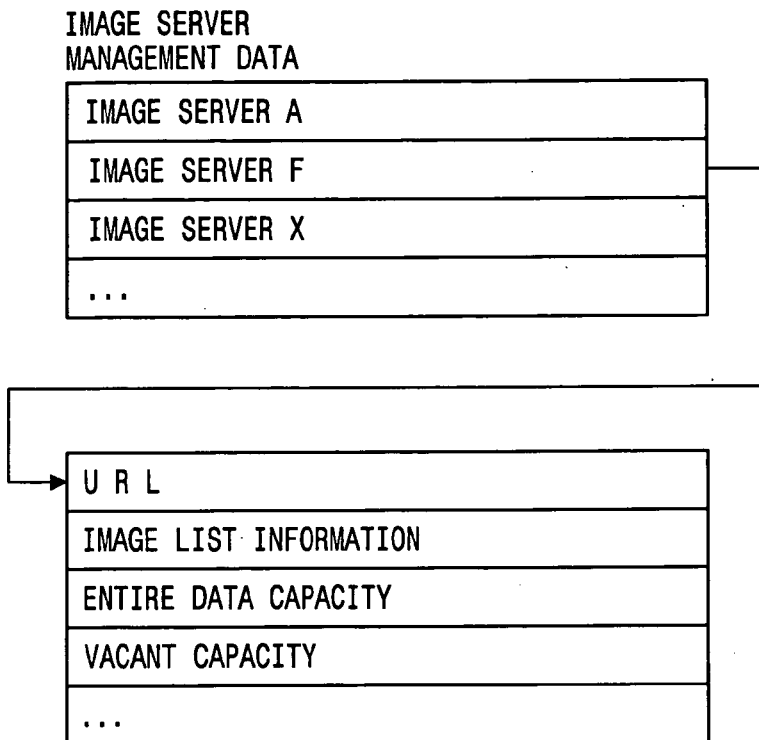 IMAGE SERVER
MANAGEMENT DATA
IMAGE SERVER A
IMAGE SERVER F
IMAGE SERVER X
...
U R L
IMAGE LIST INFORMATION
ENTIRE DATA CAPACITY
VACANT CAPACITY
...